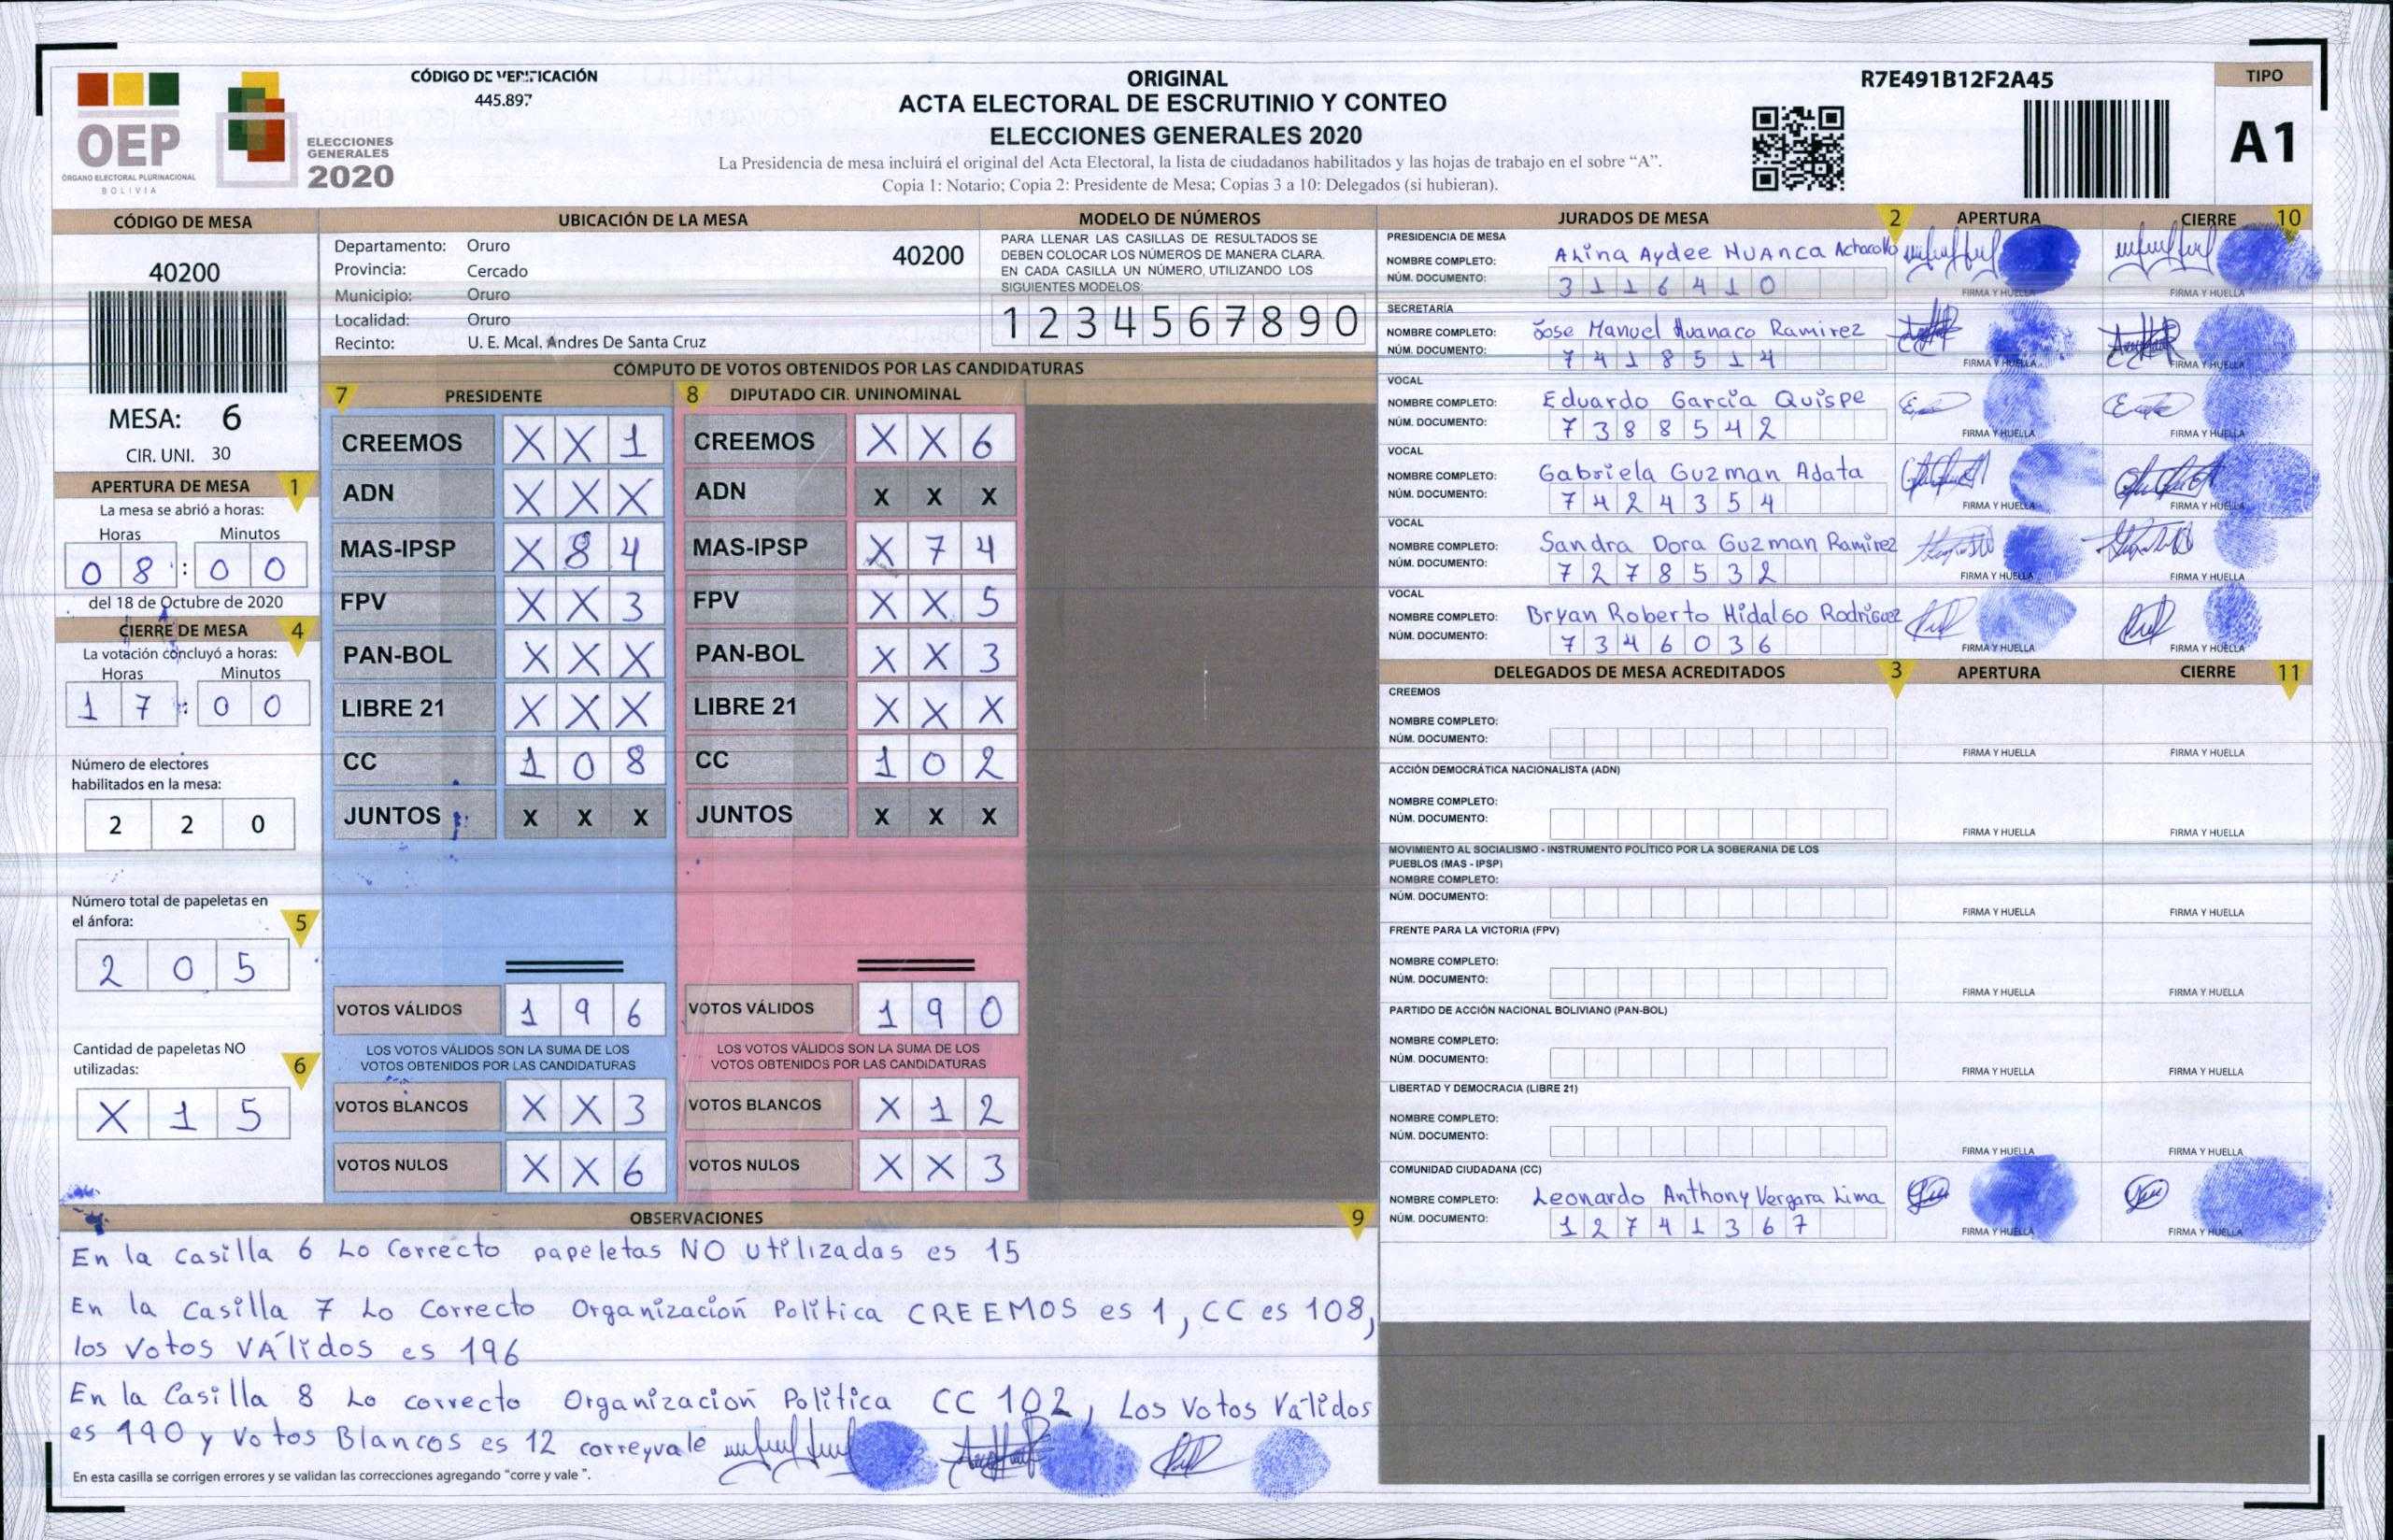 OEP
ÓRGANO ELECTORAL PLURINACIONAL
BOLIVIA
ELECCIONES
GENERALES
2020
CÓDIGO DE VERIFICACIÓN
445.897
ORIGINAL
ACTA ELECTORAL DE ESCRUTINIO Y CONTEO
ELECCIONES GENERALES 2020
La Presidencia de mesa incluirá el original del Acta Electoral, la lista de ciudadanos habilitados y las hojas de trabajo en el sobre “A”.
Copia 1: Notario; Copia 2: Presidente de Mesa; Copias 3 a 10: Delegados (si hubieran).
R7E491B12F2A45
TIPO
A1
CÓDIGO DE MESA
40200
MESA: 6
CIR. UNI. 30
APERTURA DE MESA 1
La mesa se abrió a horas:
Horas Minutos
0 8 : 0 0
del 18 de Octubre de 2020
CIERRE DE MESA 4
La votación concluyó a horas:
Horas Minutos
1 7 : 0 0
Número de electores
habilitados en la mesa:
2 2 0
Número total de papeletas en
el ánfora: 5
2 0 5
Cantidad de papeletas NO
utilizadas: 6
X 1 5
UBICACIÓN DE LA MESA
Departamento: Oruro 40200
Provincia: Cercado
Municipio: Oruro
Localidad: Oruro
Recinto: U. E. Mcal. Andres De Santa Cruz
MODELO DE NÚMEROS
PARA LLENAR LAS CASILLAS DE RESULTADOS SE
DEBEN COLOCAR LOS NÚMEROS DE MANERA CLARA.
EN CADA CASILLA UN NÚMERO, UTILIZANDO LOS
SIGUIENTES MODELOS:
1 2 3 4 5 6 7 8 9 0
CÓMPUTO DE VOTOS OBTENIDOS POR LAS CANDIDATURAS
7 PRESIDENTE
CREEMOS X X 1
ADN X X X
MAS-IPSP X 8 4
FPV X X 3
PAN-BOL X X X
LIBRE 21 X X X
CC 1 0 8
JUNTOS X X X
VOTOS VÁLIDOS 1 9 6
LOS VOTOS VÁLIDOS SON LA SUMA DE LOS
VOTOS OBTENIDOS POR LAS CANDIDATURAS
VOTOS BLANCOS X X 3
VOTOS NULOS X X 6
8 DIPUTADO CIR. UNINOMINAL
CREEMOS X X 6
ADN X X X
MAS-IPSP X 7 4
FPV X X 5
PAN-BOL X X 3
LIBRE 21 X X X
CC 1 0 2
JUNTOS X X X
VOTOS VÁLIDOS 1 9 0
LOS VOTOS VÁLIDOS SON LA SUMA DE LOS
VOTOS OBTENIDOS POR LAS CANDIDATURAS
VOTOS BLANCOS X 1 2
VOTOS NULOS X X 3
OBSERVACIONES 9
En la casilla 6 Lo Correcto papeletas NO utilizadas es 15
En la Casilla 7 Lo Correcto Organización Política CREEMOS es 1, CC es 108,
los Votos VÁlidos es 196
En la Casilla 8 Lo correcto Organización Política CC 102, Los Votos Válidos
es 190 y Votos Blancos es 12 correyvale
En esta casilla se corrigen errores y se validan las correcciones agregando “corre y vale ”.
JURADOS DE MESA 2 APERTURA CIERRE 10
PRESIDENCIA DE MESA
NOMBRE COMPLETO: Alina Aydee HUANCA Achacollo
NÚM. DOCUMENTO: 3 1 1 6 4 1 0
FIRMA Y HUELLA FIRMA Y HUELLA
SECRETARÍA
NOMBRE COMPLETO: Jose Manuel Huanaco Ramirez
NÚM. DOCUMENTO: 7 4 1 8 5 1 4
FIRMA Y HUELLA FIRMA Y HUELLA
VOCAL
NOMBRE COMPLETO: Eduardo García Quispe
NÚM. DOCUMENTO: 7 3 8 8 5 4 2
FIRMA Y HUELLA FIRMA Y HUELLA
VOCAL
NOMBRE COMPLETO: Gabriela Guzman Adata
NÚM. DOCUMENTO: 7 4 2 4 3 5 4
FIRMA Y HUELLA FIRMA Y HUELLA
VOCAL
NOMBRE COMPLETO: Sandra Dora Guzman Ramirez
NÚM. DOCUMENTO: 7 2 7 8 5 3 2
FIRMA Y HUELLA FIRMA Y HUELLA
VOCAL
NOMBRE COMPLETO: Bryan Roberto Hidalgo Rodriguez
NÚM. DOCUMENTO: 7 3 4 6 0 3 6
FIRMA Y HUELLA FIRMA Y HUELLA
DELEGADOS DE MESA ACREDITADOS 3 APERTURA CIERRE 11
CREEMOS
NOMBRE COMPLETO:
NÚM. DOCUMENTO:
FIRMA Y HUELLA FIRMA Y HUELLA
ACCIÓN DEMOCRÁTICA NACIONALISTA (ADN)
NOMBRE COMPLETO:
NÚM. DOCUMENTO:
FIRMA Y HUELLA FIRMA Y HUELLA
MOVIMIENTO AL SOCIALISMO - INSTRUMENTO POLÍTICO POR LA SOBERANIA DE LOS
PUEBLOS (MAS - IPSP)
NOMBRE COMPLETO:
NÚM. DOCUMENTO:
FIRMA Y HUELLA FIRMA Y HUELLA
FRENTE PARA LA VICTORIA (FPV)
NOMBRE COMPLETO:
NÚM. DOCUMENTO:
FIRMA Y HUELLA FIRMA Y HUELLA
PARTIDO DE ACCIÓN NACIONAL BOLIVIANO (PAN-BOL)
NOMBRE COMPLETO:
NÚM. DOCUMENTO:
FIRMA Y HUELLA FIRMA Y HUELLA
LIBERTAD Y DEMOCRACIA (LIBRE 21)
NOMBRE COMPLETO:
NÚM. DOCUMENTO:
FIRMA Y HUELLA FIRMA Y HUELLA
COMUNIDAD CIUDADANA (CC)
NOMBRE COMPLETO: Leonardo Anthony Vergara Lima
NÚM. DOCUMENTO: 1 2 7 4 1 3 6 7
FIRMA Y HUELLA FIRMA Y HUELLA